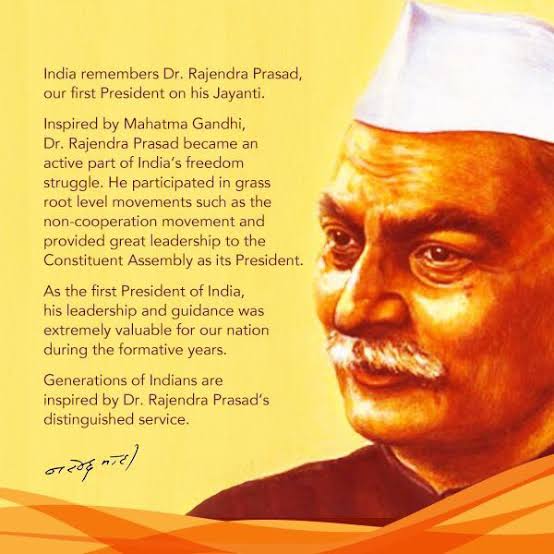 India remembers Dr. Rajendra Prasad,
our first President on his Jayanti.
Inspired by Mahatma Gandhi,
Dr. Rajendra Prasad became an
active part of India's freedom
struggle. He participated in grass
root level movements such as the
non-cooperation movement and
provided great leadership to the
Constituent Assembly as its President.
As the first President of India,
his leadership and guidance was
extremely valuable for our nation
during the formative years.
Generations of Indians are
inspired by Dr. Rajendra Prasad's
distinguished service.